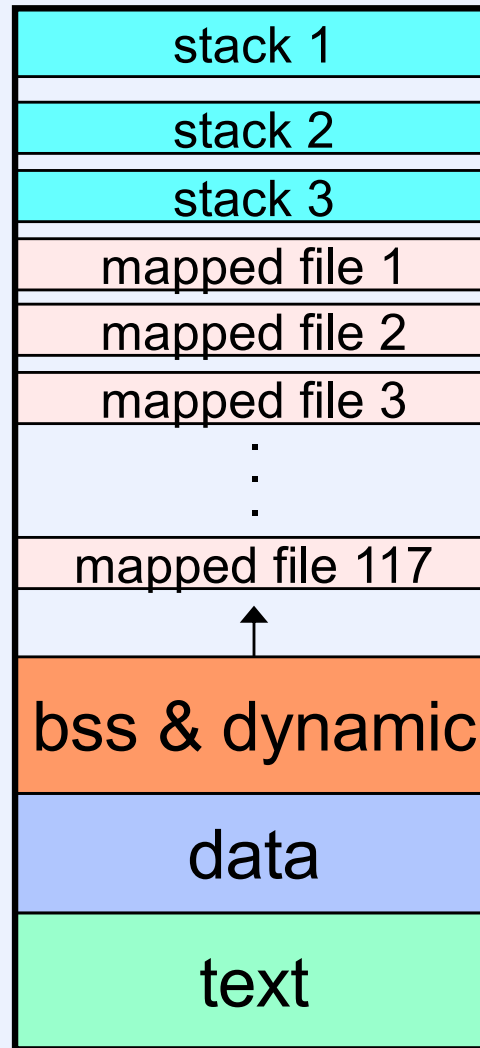 stack 1
stack 2
stack 3
mapped file 1
mapped file 2
mapped file 3
.
.
.
mapped file 117
bss & dynamic
data
text